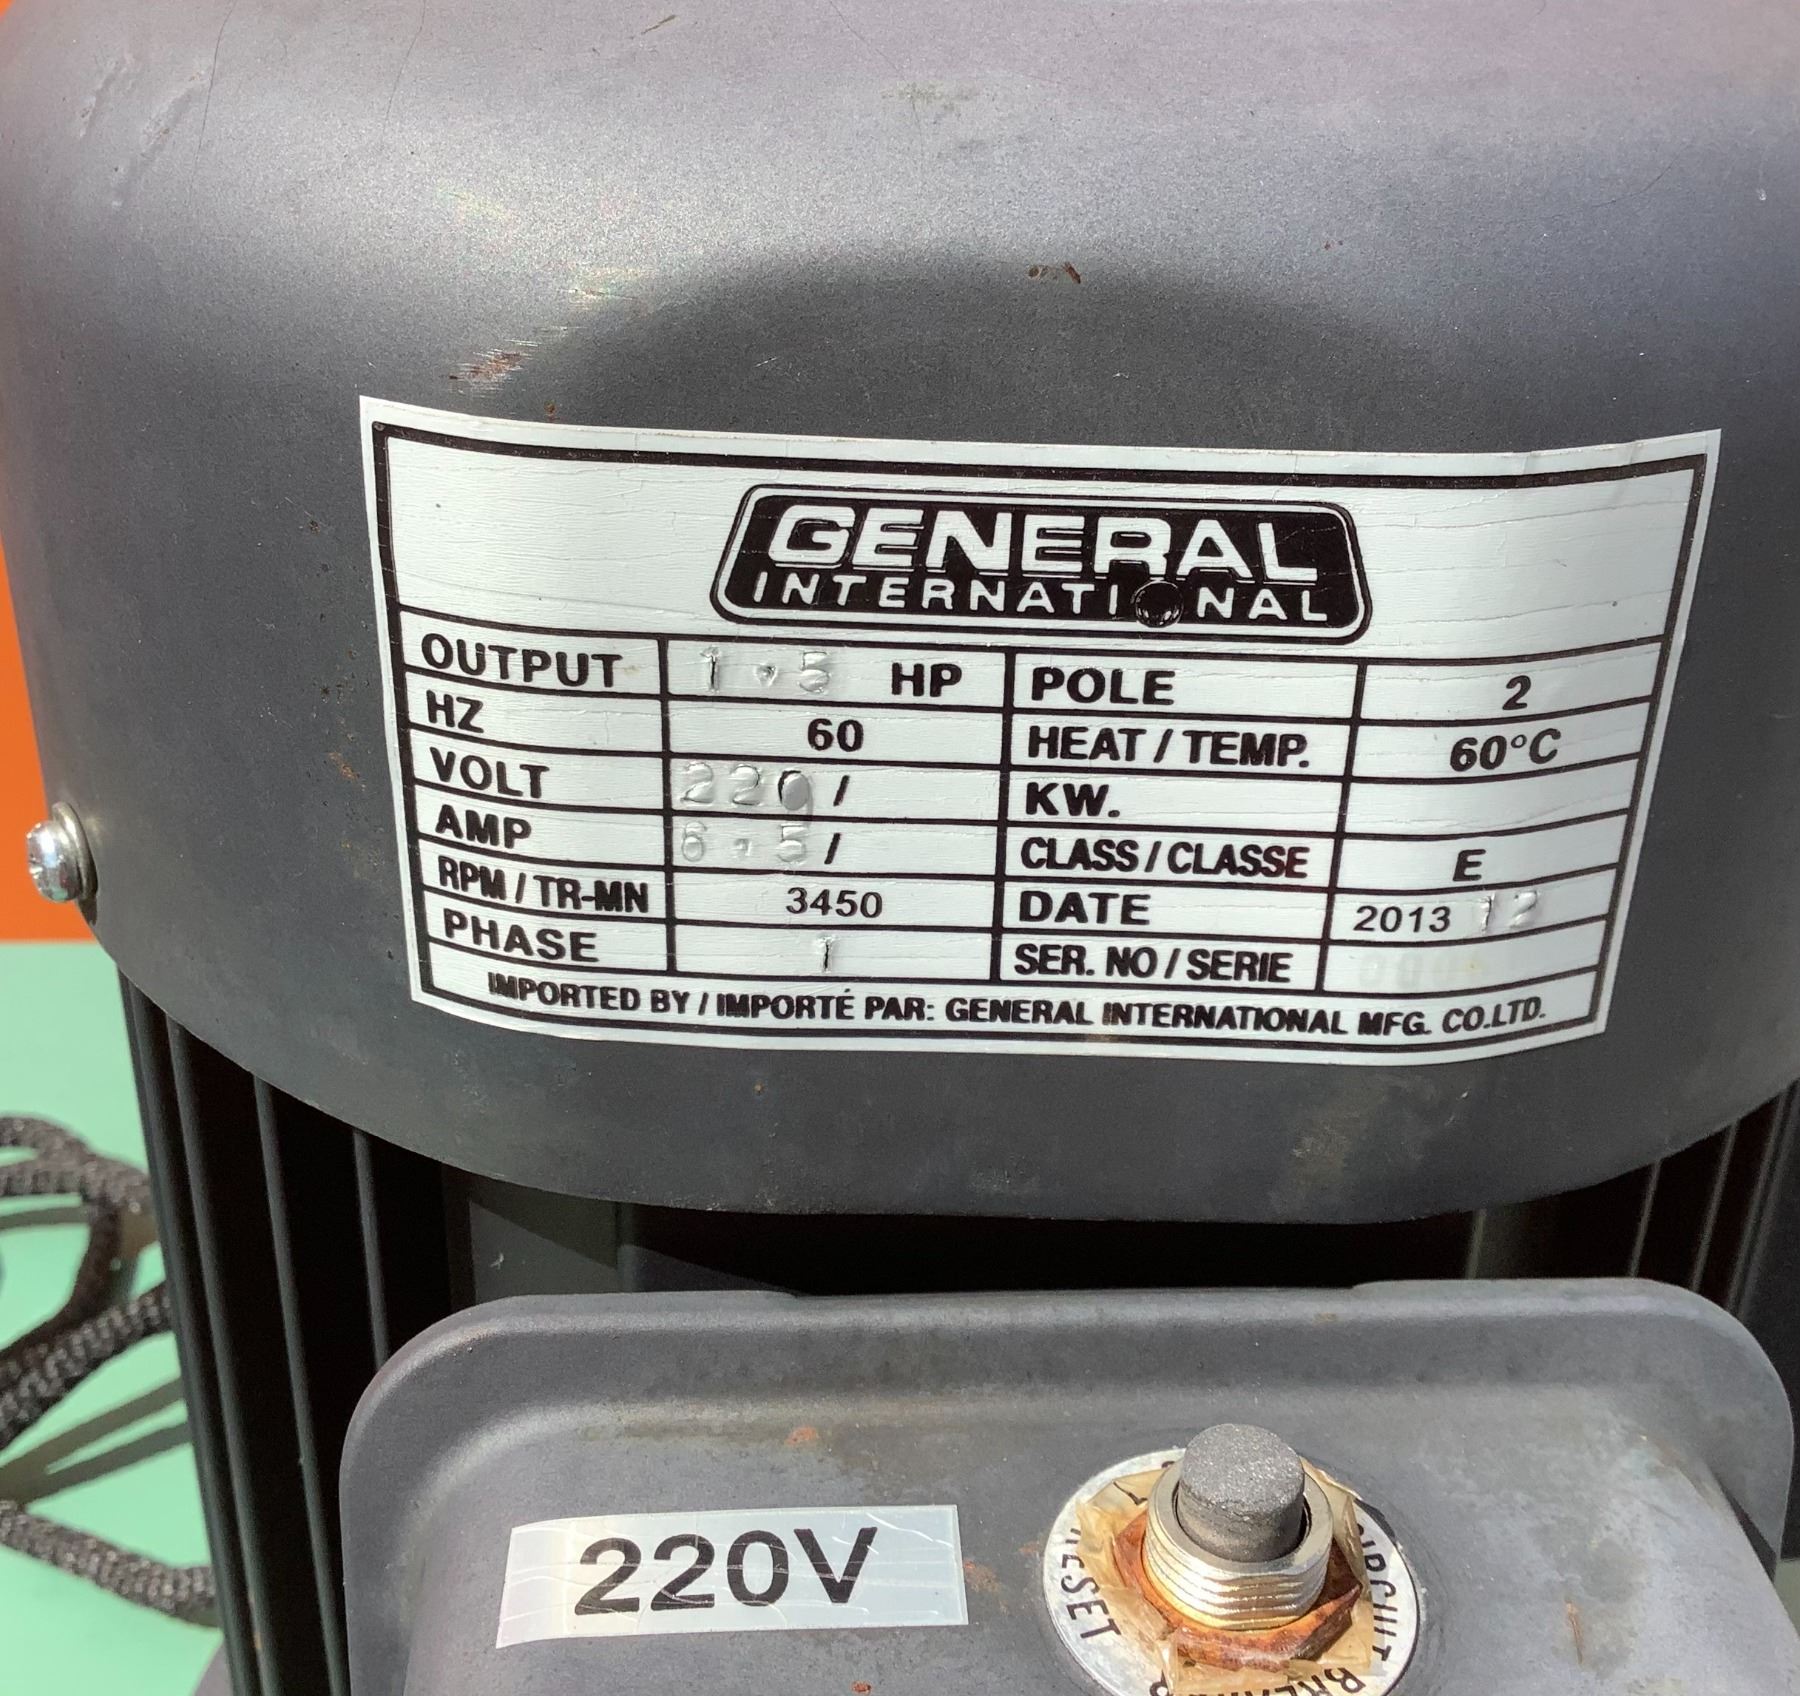 GENERAL
INTERNATIONAL
OUTPUT 1.5 HP POLE 2
HZ 60 HEAT / TEMP. 60°C
VOLT 220 / KW.
AMP 6.5 / CLASS / CLASSE E
RPM / TR-MN 3450 DATE 2013 12
PHASE 1 SER. NO / SERIE
IMPORTED BY / IMPORTÉ PAR: GENERAL INTERNATIONAL MFG. CO.LTD.
220V
RESET
CIRCUIT BREAKER